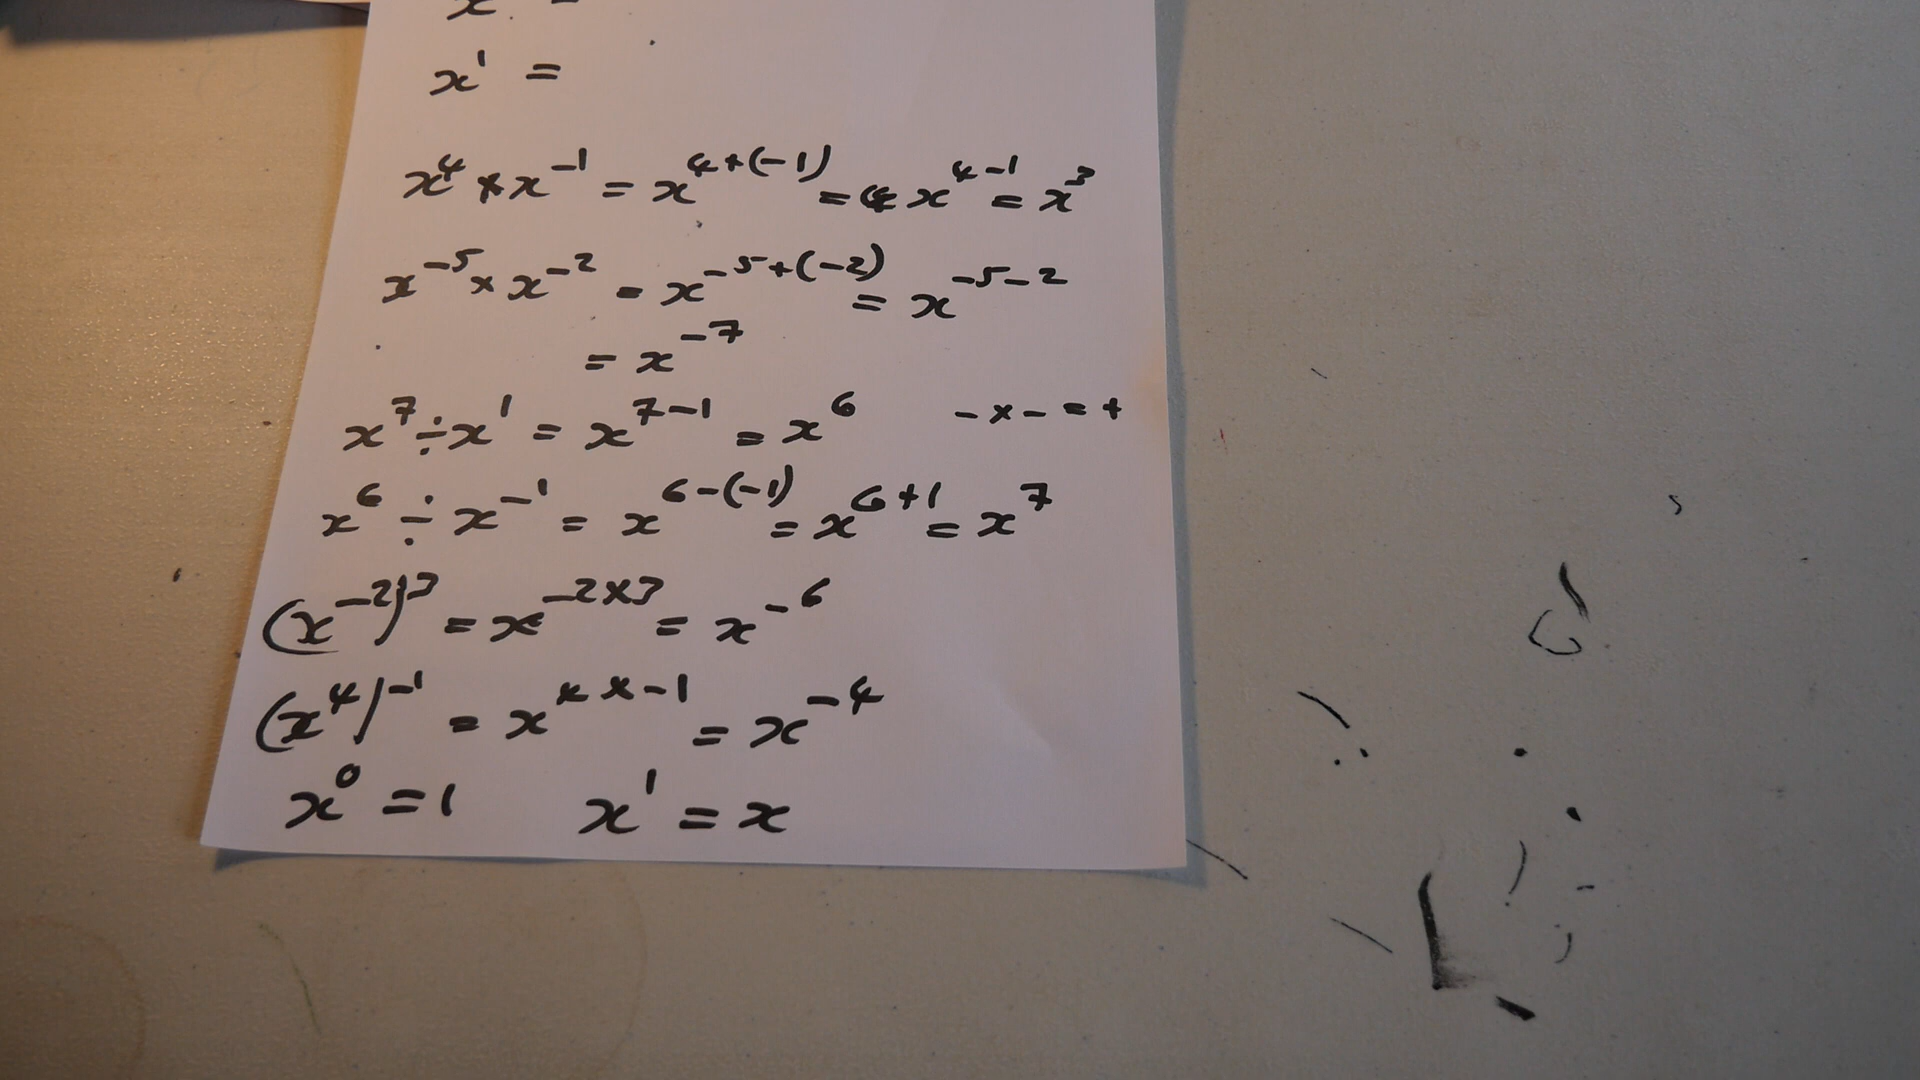 x¹ =
x⁴ × x⁻¹ = x⁴⁺⁽⁻¹⁾ = x⁴⁻¹ = x³
x⁻⁵ × x⁻² = x⁻⁵⁺⁽⁻²⁾ = x⁻⁵⁻²
= x⁻⁷
x⁷ ÷ x¹ = x⁷⁻¹ = x⁶ - × - = +
x⁶ ÷ x⁻¹ = x⁶⁻⁽⁻¹⁾ = x⁶⁺¹ = x⁷
(x⁻²)³ = x⁻²ˣ³ = x⁻⁶
(x⁴)⁻¹ = x⁴ˣ⁻¹ = x⁻⁴
x⁰ = 1 x¹ = x